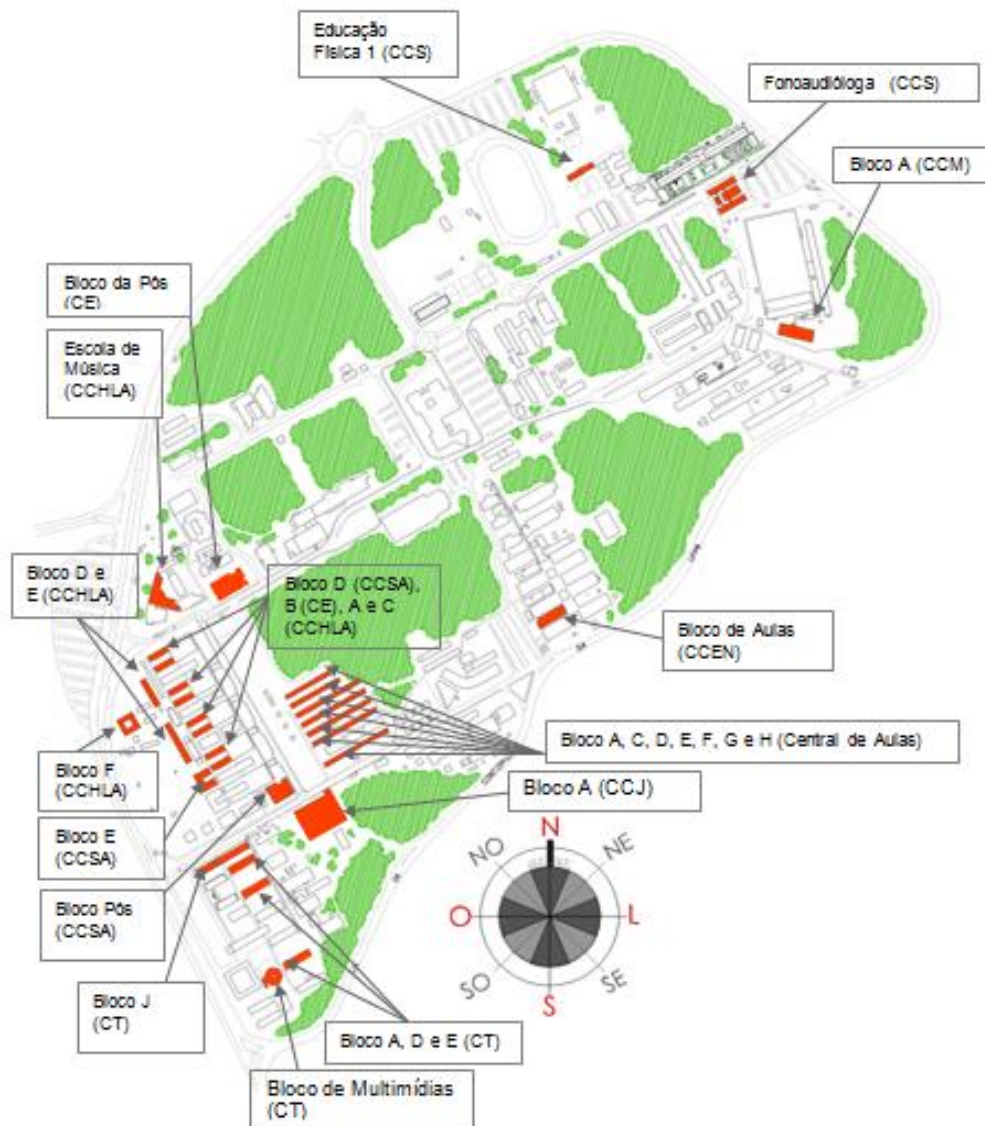 Educação
Física 1 (CCS)
Fonoaudióloga (CCS)
Bloco A (CCM)
Bloco da Pós
(CE)
Escola de
Música
(CCHLA)
Bloco D e
E (CCHLA)
Bloco D (CCSA),
B (CE), A e C
(CCHLA)
Bloco de Aulas
(CCEN)
Bloco A, C, D, E, F, G e H (Central de Aulas)
Bloco F
(CCHLA)
Bloco A (CCJ)
Bloco E
(CCSA)
Bloco Pós
(CCSA)
Bloco J
(CT)
Bloco A, D e E (CT)
Bloco de Multimídias
(CT)
N
NO
NE
O
L
SO
SE
S